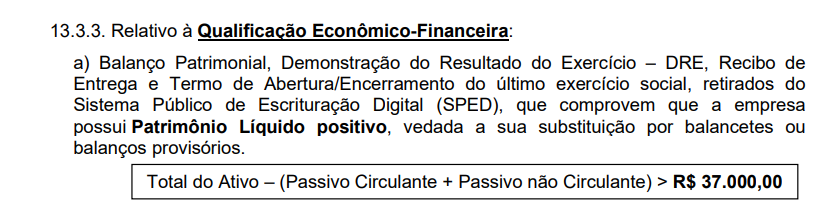 13.3.3. Relativo à Qualificação Econômico-Financeira:
a) Balanço Patrimonial, Demonstração do Resultado do Exercício – DRE, Recibo de
Entrega e Termo de Abertura/Encerramento do último exercício social, retirados do
Sistema Público de Escrituração Digital (SPED), que comprovem que a empresa
possui Patrimônio Líquido positivo, vedada a sua substituição por balancetes ou
balanços provisórios.
Total do Ativo – (Passivo Circulante + Passivo não Circulante) > R$ 37.000,00